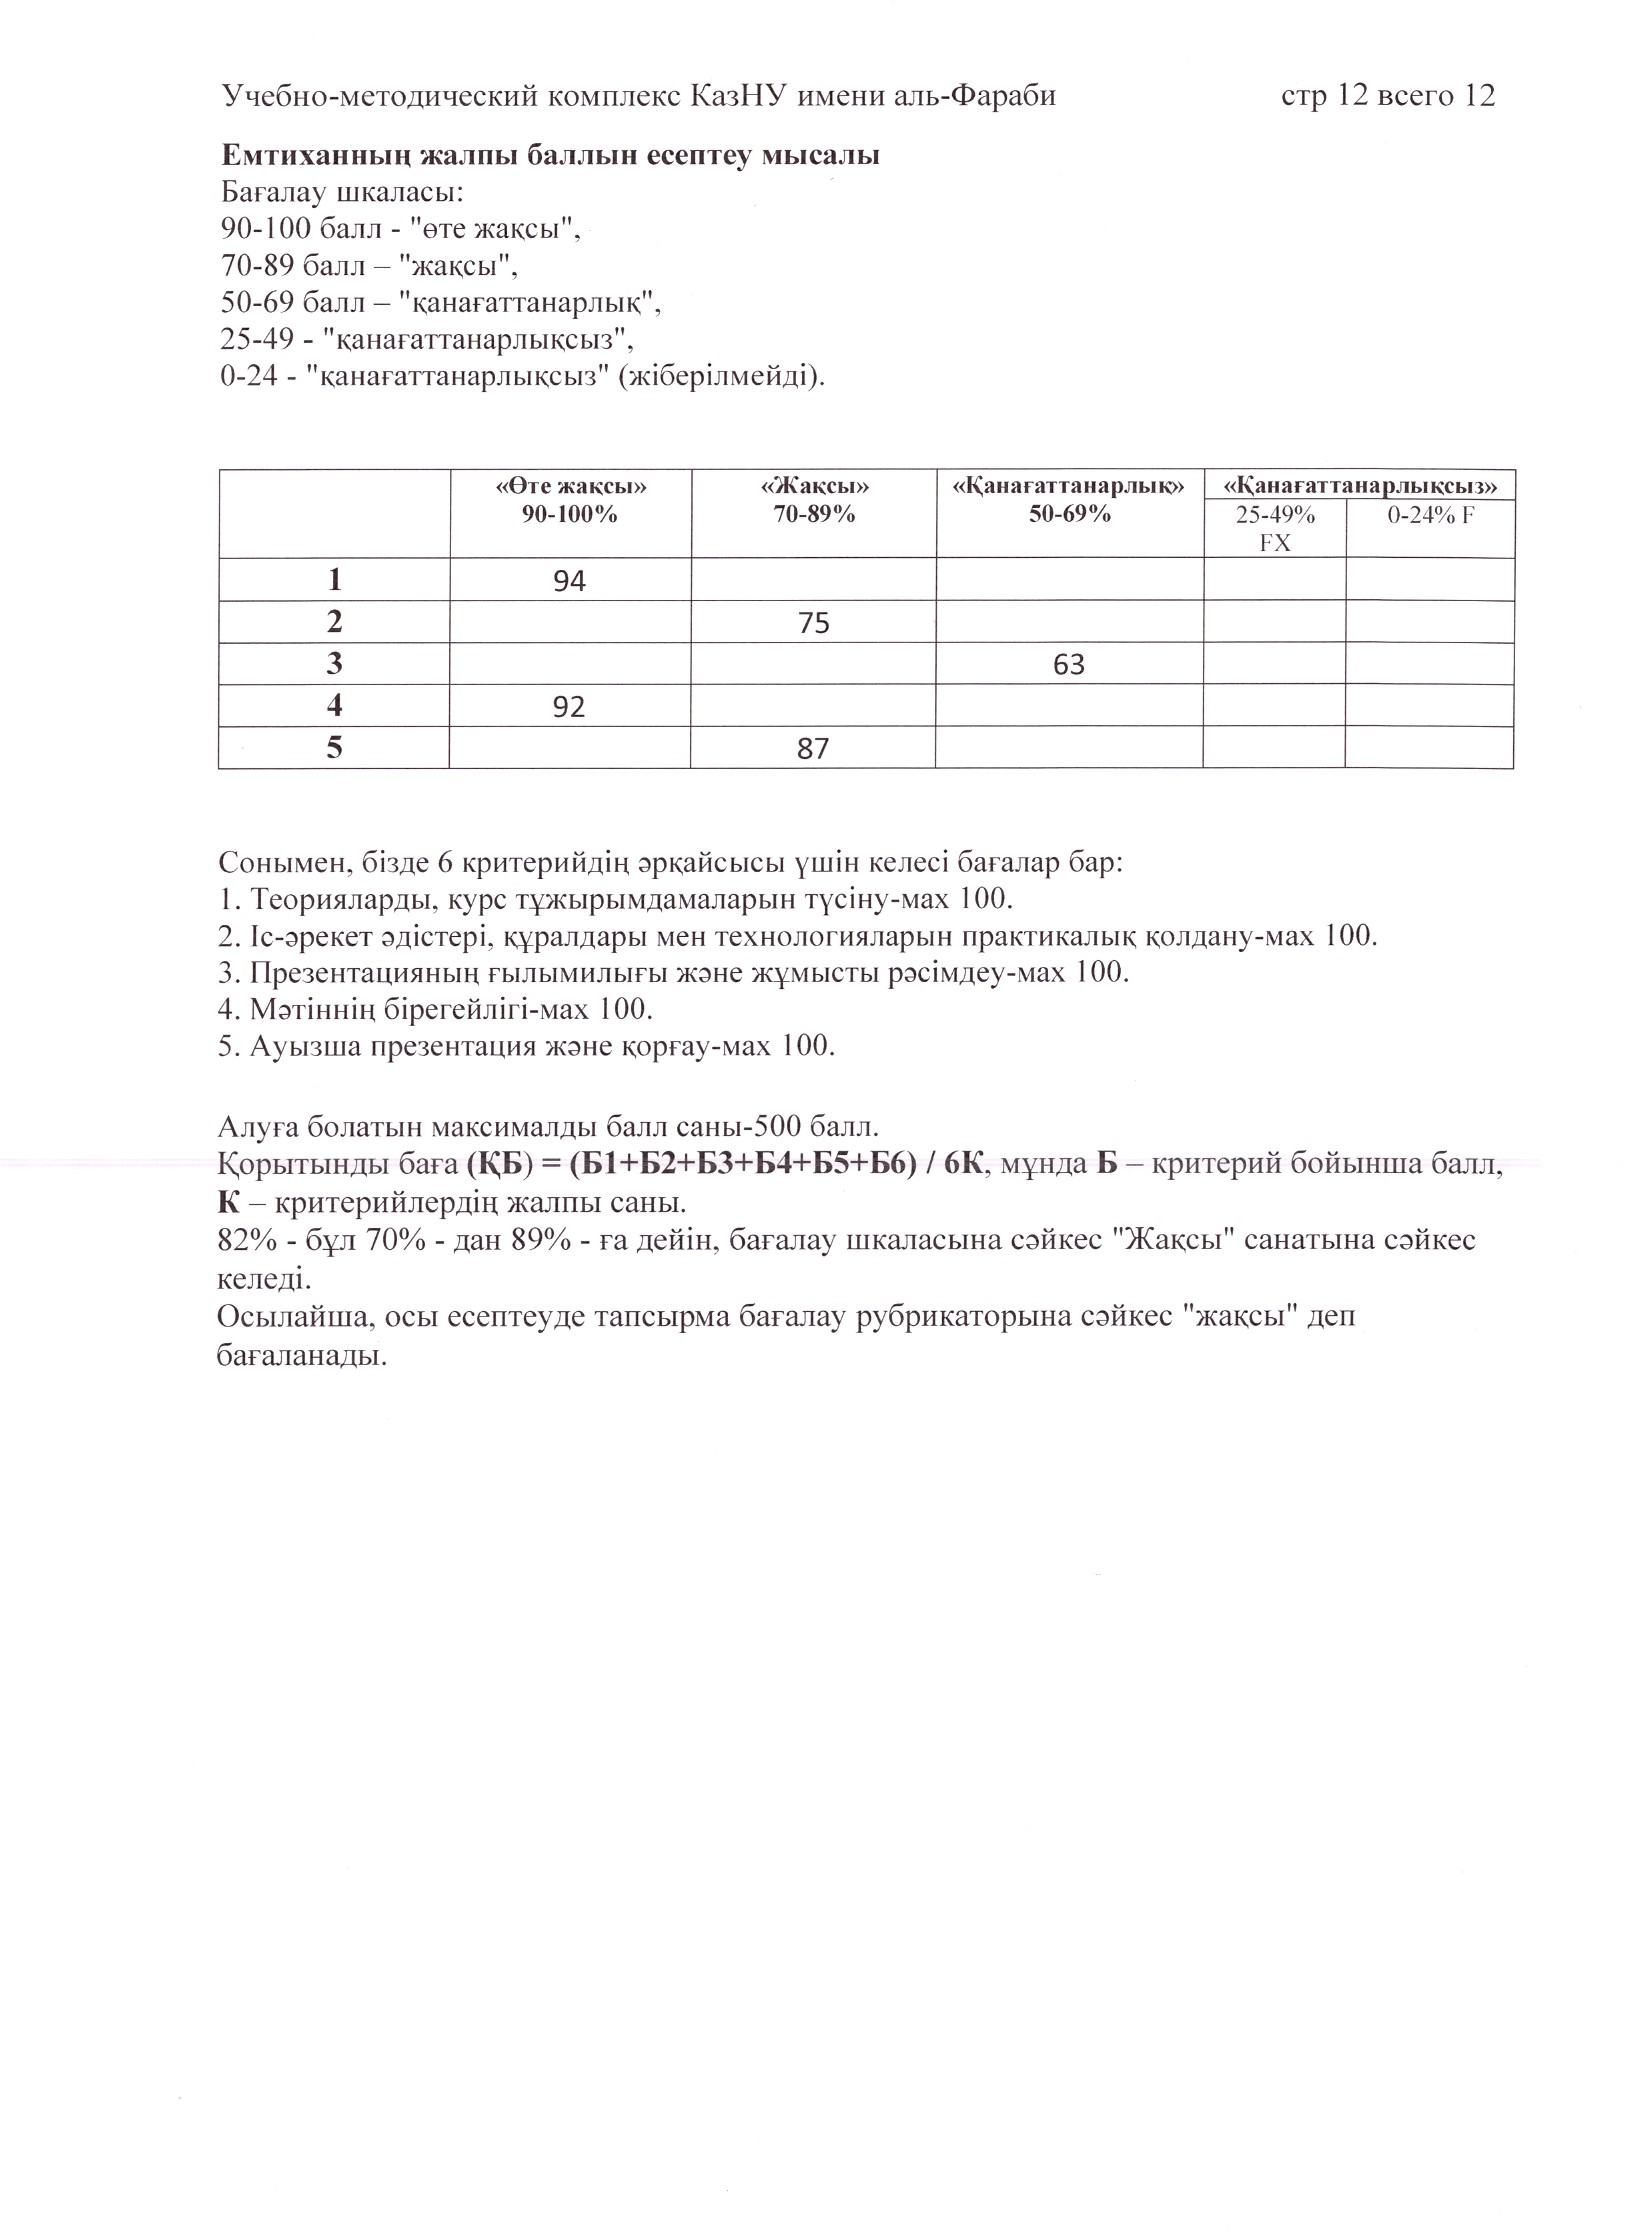 Учебно-методический комплекс КазНУ имени аль-Фараби стр 12 всего 12
Емтиханның жалпы баллын есептеу мысалы
Бағалау шкаласы:
90-100 балл - "өте жақсы",
70-89 балл – "жақсы",
50-69 балл – "қанағаттанарлық",
25-49 - "қанағаттанарлықсыз",
0-24 - "қанағаттанарлықсыз" (жіберілмейді).
«Өте жақсы» «Жақсы» «Қанағаттанарлық» «Қанағаттанарлықсыз»
90-100% 70-89% 50-69% 25-49% 0-24% F
FX
1 94
2 75
3 63
4 92
5 87
Сонымен, бізде 6 критерийдің әрқайсысы үшін келесі бағалар бар:
1. Теорияларды, курс тұжырымдамаларын түсіну-мах 100.
2. Іс-әрекет әдістері, құралдары мен технологияларын практикалық қолдану-мах 100.
3. Презентацияның ғылымилығы және жұмысты рәсімдеу-мах 100.
4. Мәтіннің бірегейлігі-мах 100.
5. Ауызша презентация және қорғау-мах 100.
Алуға болатын максималды балл саны-500 балл.
Қорытынды баға (ҚБ) = (Б1+Б2+Б3+Б4+Б5+Б6) / 6К, мұнда Б – критерий бойынша балл,
К – критерийлердің жалпы саны.
82% - бұл 70% - дан 89% - ға дейін, бағалау шкаласына сәйкес "Жақсы" санатына сәйкес
келеді.
Осылайша, осы есептеуде тапсырма бағалау рубрикаторына сәйкес "жақсы" деп
бағаланады.